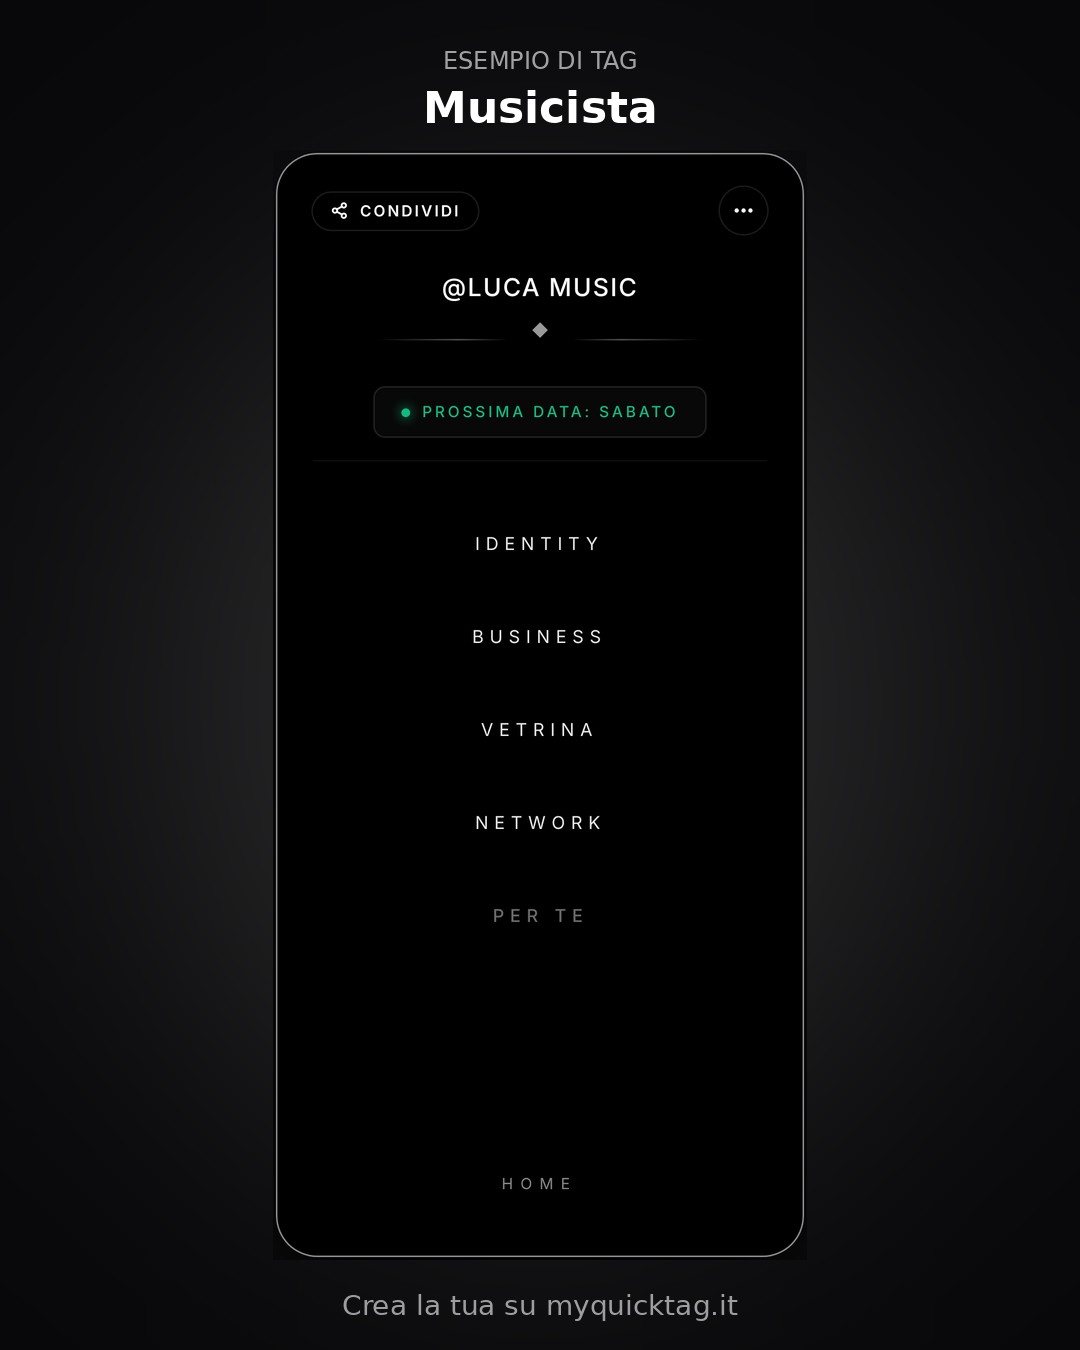 ESEMPIO DI TAG
Musicista
CONDIVIDI
@LUCA MUSIC
PROSSIMA DATA: SABATO
IDENTITY
BUSINESS
VETRINA
NETWORK
PER TE
HOME
Crea la tua su myquicktag.it